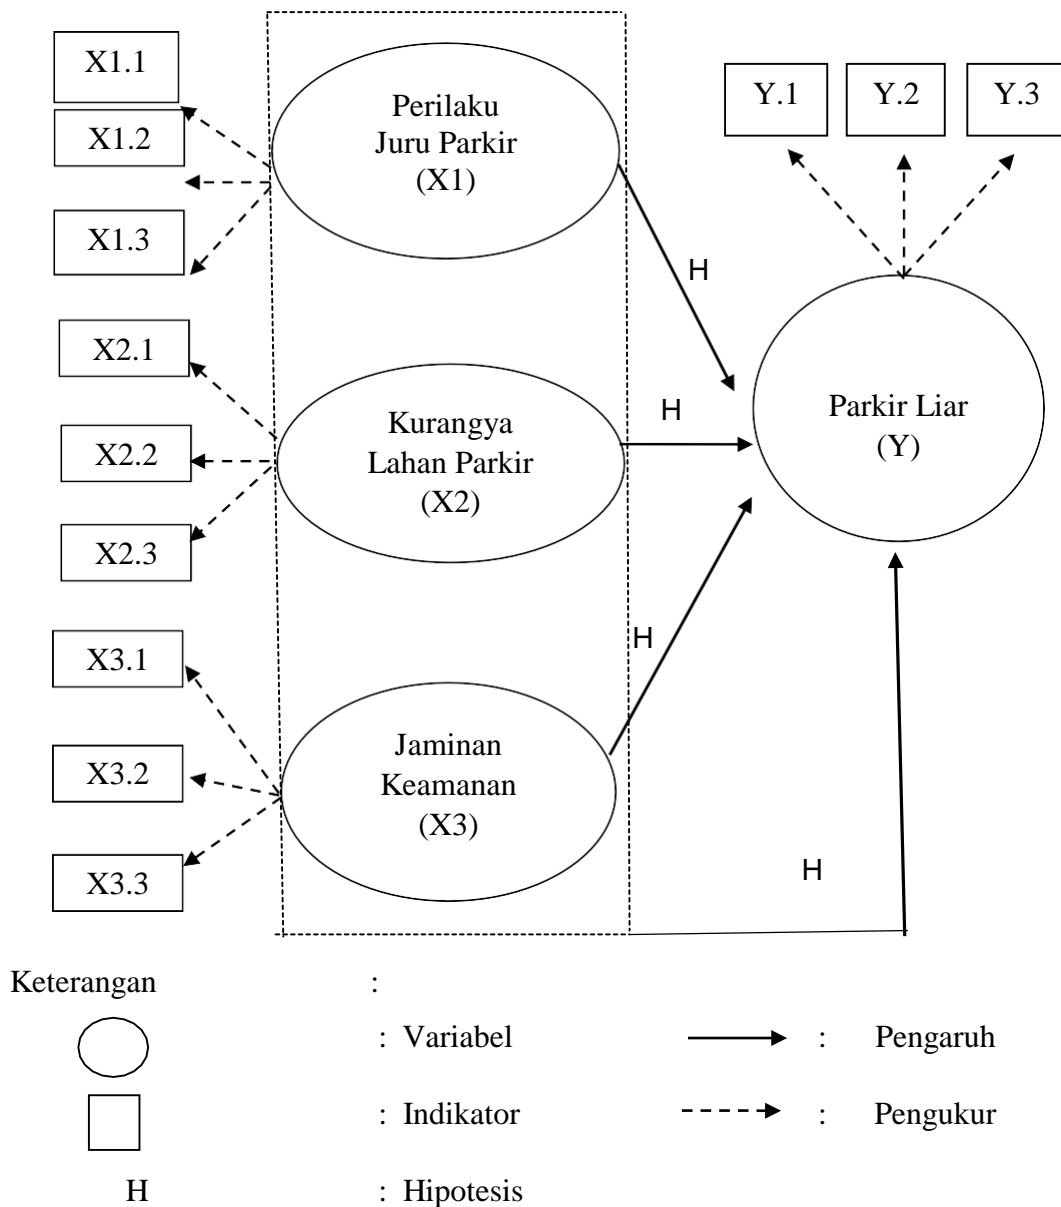 X1.1
X1.2
X1.3
X2.1
X2.2
X2.3
X3.1
X3.2
X3.3
Perilaku
Juru Parkir
(X1)
Kurangya
Lahan Parkir
(X2)
Jaminan
Keamanan
(X3)
H
H
H
H
Y.1
Y.2
Y.3
Parkir Liar
(Y)
Keterangan :
: Variabel : Pengaruh
: Indikator : Pengukur
H : Hipotesis